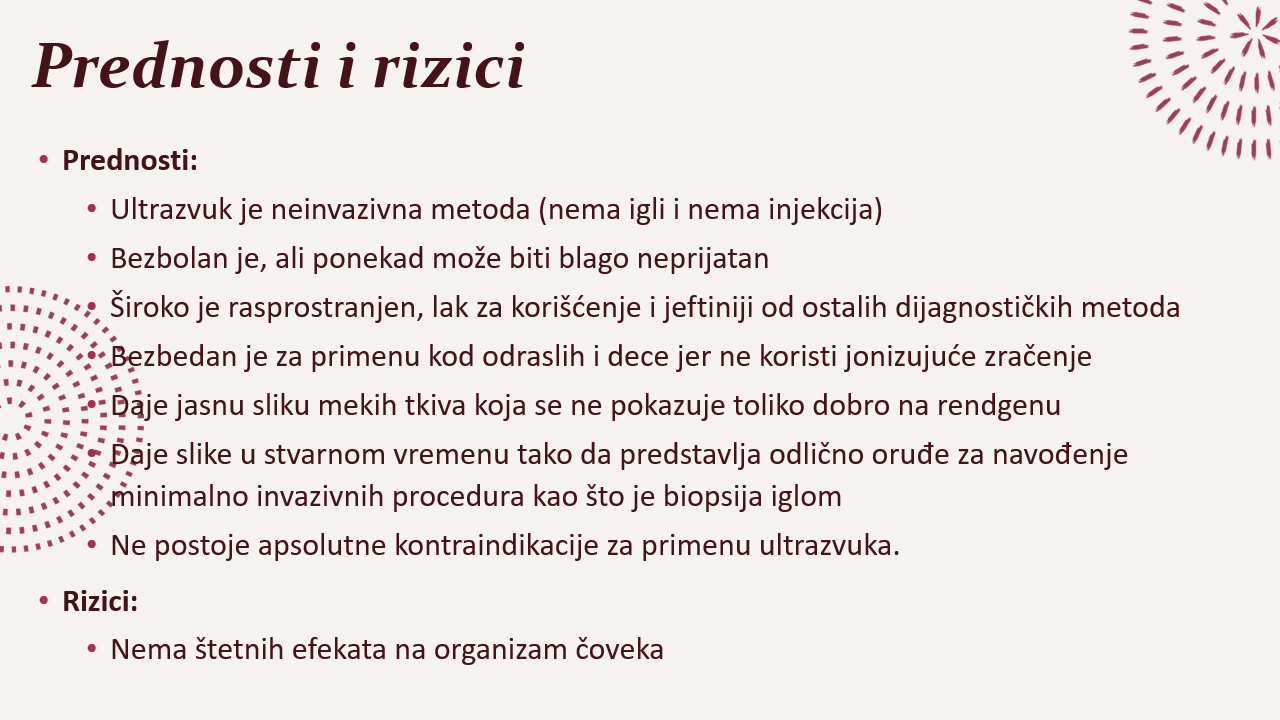 Prednosti i rizici
• Prednosti:
• Ultrazvuk je neinvazivna metoda (nema igli i nema injekcija)
• Bezbolan je, ali ponekad može biti blago neprijatan
• Široko je rasprostranjen, lak za korišćenje i jeftiniji od ostalih dijagnostičkih metoda
• Bezbedan je za primenu kod odraslih i dece jer ne koristi jonizujuće zračenje
• Daje jasnu sliku mekih tkiva koja se ne pokazuje toliko dobro na rendgenu
• Daje slike u stvarnom vremenu tako da predstavlja odlično oruđe za navođenje
minimalno invazivnih procedura kao što je biopsija iglom
• Ne postoje apsolutne kontraindikacije za primenu ultrazvuka.
• Rizici:
• Nema štetnih efekata na organizam čoveka